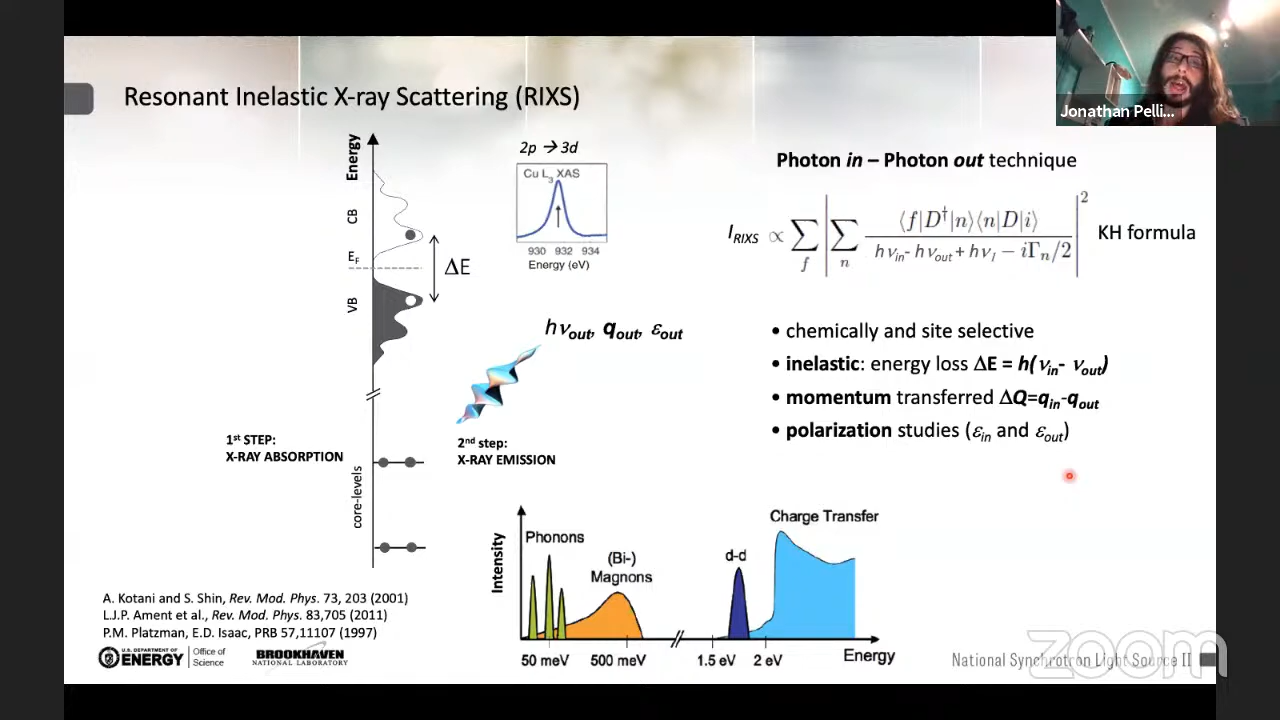 Resonant Inelastic X-ray Scattering (RIXS)
Jonathan Pelli...
Energy
CB
E_F
VB
core-levels
ΔE
2p → 3d
Cu L3 XAS
930 932 934
Energy (eV)
hν_out, q_out, ε_out
1st STEP:
X-RAY ABSORPTION
2nd step:
X-RAY EMISSION
Photon in – Photon out technique
I_RIXS ∝ ∑_f | ∑_n ⟨f|D†|n⟩⟨n|D|i⟩ / hν_in - hν_out + hν_I − iΓ_n/2 |² KH formula
• chemically and site selective
• inelastic: energy loss ΔE = h(ν_in- ν_out)
• momentum transferred ΔQ=q_in-q_out
• polarization studies (ε_in and ε_out)
Intensity
Phonons
(Bi-)
Magnons
d-d
Charge Transfer
50 meV 500 meV 1.5 eV 2 eV Energy
A. Kotani and S. Shin, Rev. Mod. Phys. 73, 203 (2001)
L.J.P. Ament et al., Rev. Mod. Phys. 83,705 (2011)
P.M. Platzman, E.D. Isaac, PRB 57,11107 (1997)
U.S. DEPARTMENT OF
ENERGY
Office of
Science
BROOKHAVEN
NATIONAL LABORATORY
National Synchrotron Light Source II
zoom